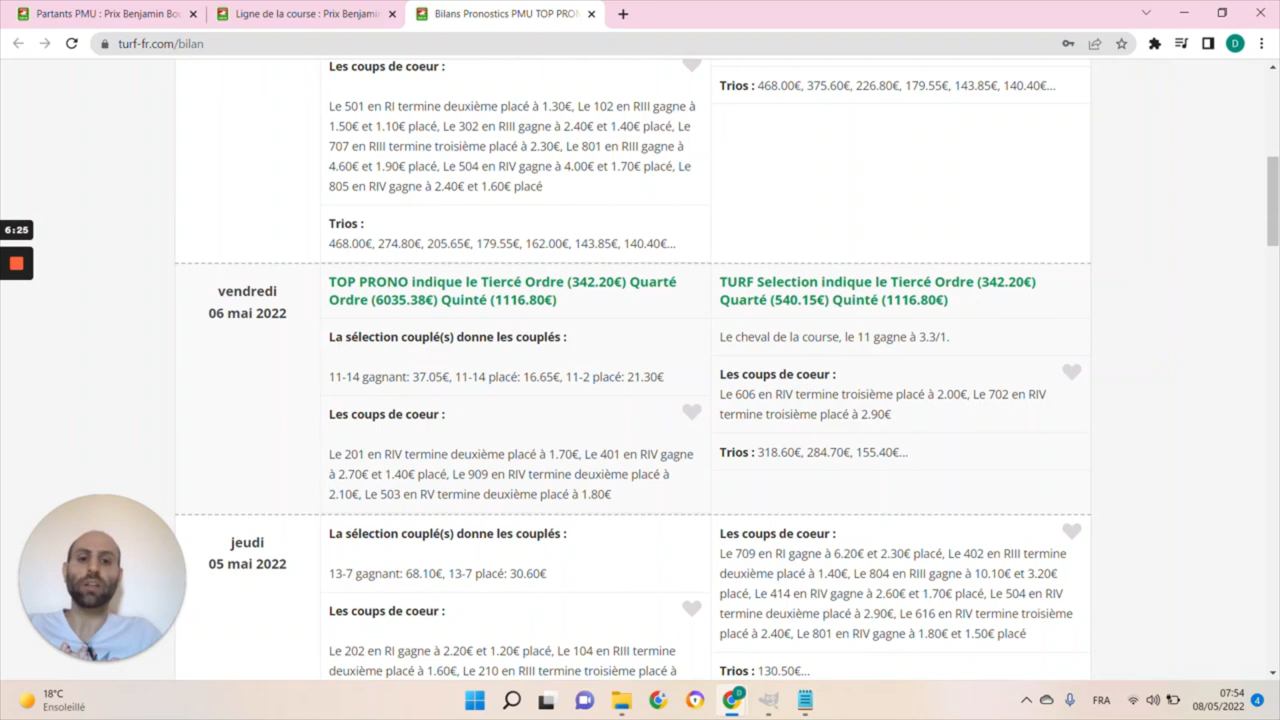 Partants PMU : Prix Benjamin Bo
Ligne de la course : Prix Benjamin
Bilans Pronostics PMU TOP PRON
turf-fr.com/bilan
D
Les coups de coeur :
Le 501 en RI termine deuxième placé à 1.30€, Le 102 en RIII gagne à
1.50€ et 1.10€ placé, Le 302 en RIII gagne à 2.40€ et 1.40€ placé, Le
707 en RIII termine troisième placé à 2.30€, Le 801 en RIII gagne à
4.60€ et 1.90€ placé, Le 504 en RIV gagne à 4.00€ et 1.70€ placé, Le
805 en RIV gagne à 2.40€ et 1.60€ placé
Trios :
468.00€, 274.80€, 205.65€, 179.55€, 162.00€, 143.85€, 140.40€...
Trios : 468.00€, 375.60€, 226.80€, 179.55€, 143.85€, 140.40€...
6:25
vendredi
06 mai 2022
TOP PRONO indique le Tiercé Ordre (342.20€) Quarté
Ordre (6035.38€) Quinté (1116.80€)
La sélection couplé(s) donne les couplés :
11-14 gagnant: 37.05€, 11-14 placé: 16.65€, 11-2 placé: 21.30€
Les coups de coeur :
Le 201 en RIV termine deuxième placé à 1.70€, Le 401 en RIV gagne
à 2.70€ et 1.40€ placé, Le 909 en RIV termine deuxième placé à
2.10€, Le 503 en RV termine deuxième placé à 1.80€
TURF Selection indique le Tiercé Ordre (342.20€)
Quarté (540.15€) Quinté (1116.80€)
Le cheval de la course, le 11 gagne à 3.3/1.
Les coups de coeur :
Le 606 en RIV termine troisième placé à 2.00€, Le 702 en RIV
termine troisième placé à 2.90€
Trios : 318.60€, 284.70€, 155.40€...
jeudi
05 mai 2022
La sélection couplé(s) donne les couplés :
13-7 gagnant: 68.10€, 13-7 placé: 30.60€
Les coups de coeur :
Le 202 en RI gagne à 2.20€ et 1.20€ placé, Le 104 en RIII termine
deuxième placé à 1.60€, Le 210 en RIII termine troisième placé à
Les coups de coeur :
Le 709 en RI gagne à 6.20€ et 2.30€ placé, Le 402 en RIII termine
deuxième placé à 1.40€, Le 804 en RIII gagne à 10.10€ et 3.20€
placé, Le 414 en RIV gagne à 2.60€ et 1.70€ placé, Le 504 en RIV
termine deuxième placé à 2.90€, Le 616 en RIV termine troisième
placé à 2.40€, Le 801 en RIV gagne à 1.80€ et 1.50€ placé
Trios : 130.50€...
18°C
Ensoleillé
D
FRA
07:54
08/05/2022
4